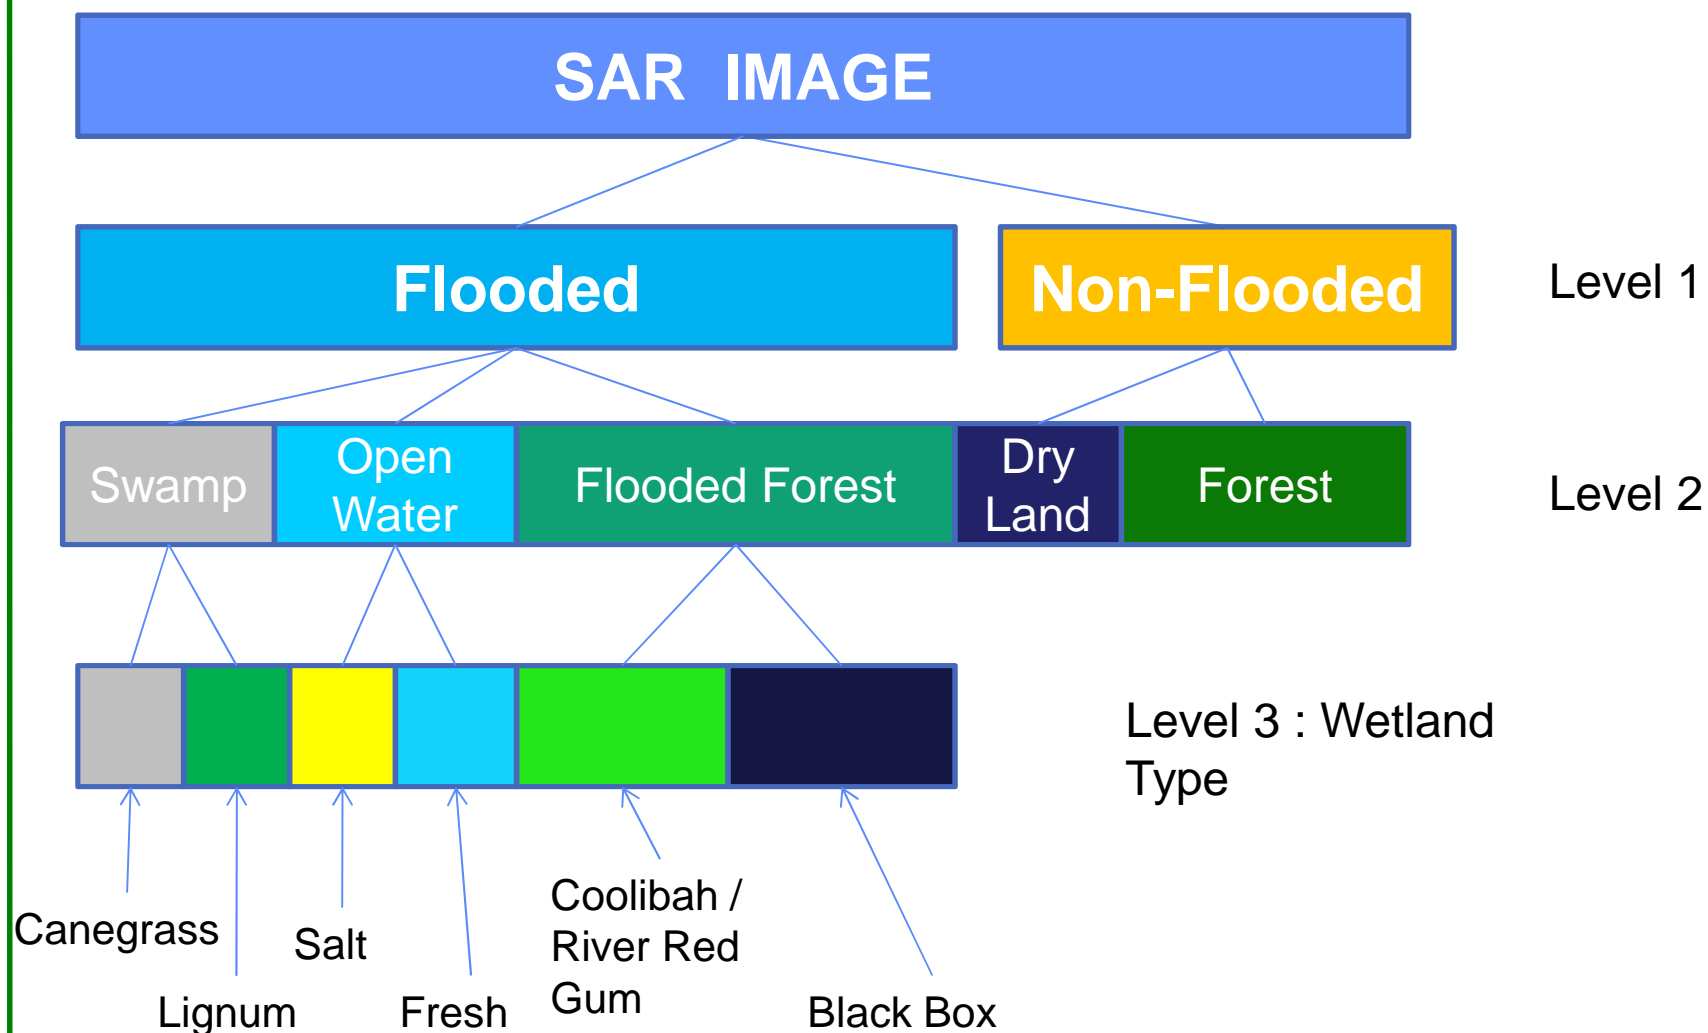 SAR IMAGE
Flooded
Non-Flooded
Level 1
Swamp
Open
Water
Flooded Forest
Dry
Land
Forest
Level 2
Level 3 : Wetland
Type
Canegrass
Lignum
Salt
Fresh
Coolibah /
River Red
Gum
Black Box